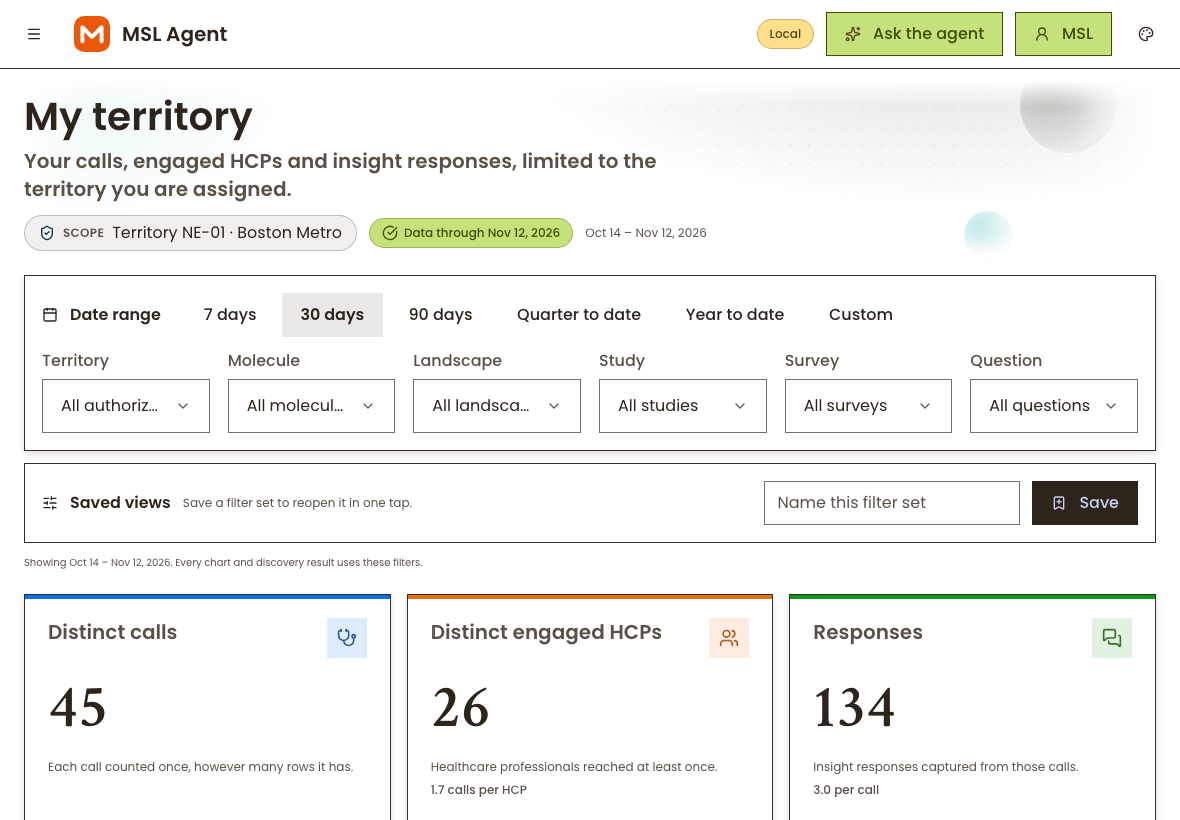 MSL Agent
Local
Ask the agent
MSL
My territory
Your calls, engaged HCPs and insight responses, limited to the
territory you are assigned.
SCOPE Territory NE-01 · Boston Metro
Data through Nov 12, 2026
Oct 14 – Nov 12, 2026
Date range
7 days
30 days
90 days
Quarter to date
Year to date
Custom
Territory
Molecule
Landscape
Study
Survey
Question
All authoriz...
All molecul...
All landsca...
All studies
All surveys
All questions
Saved views
Save a filter set to reopen it in one tap.
Name this filter set
Save
Showing Oct 14 – Nov 12, 2026. Every chart and discovery result uses these filters.
Distinct calls
45
Each call counted once, however many rows it has.
Distinct engaged HCPs
26
Healthcare professionals reached at least once.
1.7 calls per HCP
Responses
134
Insight responses captured from those calls.
3.0 per call